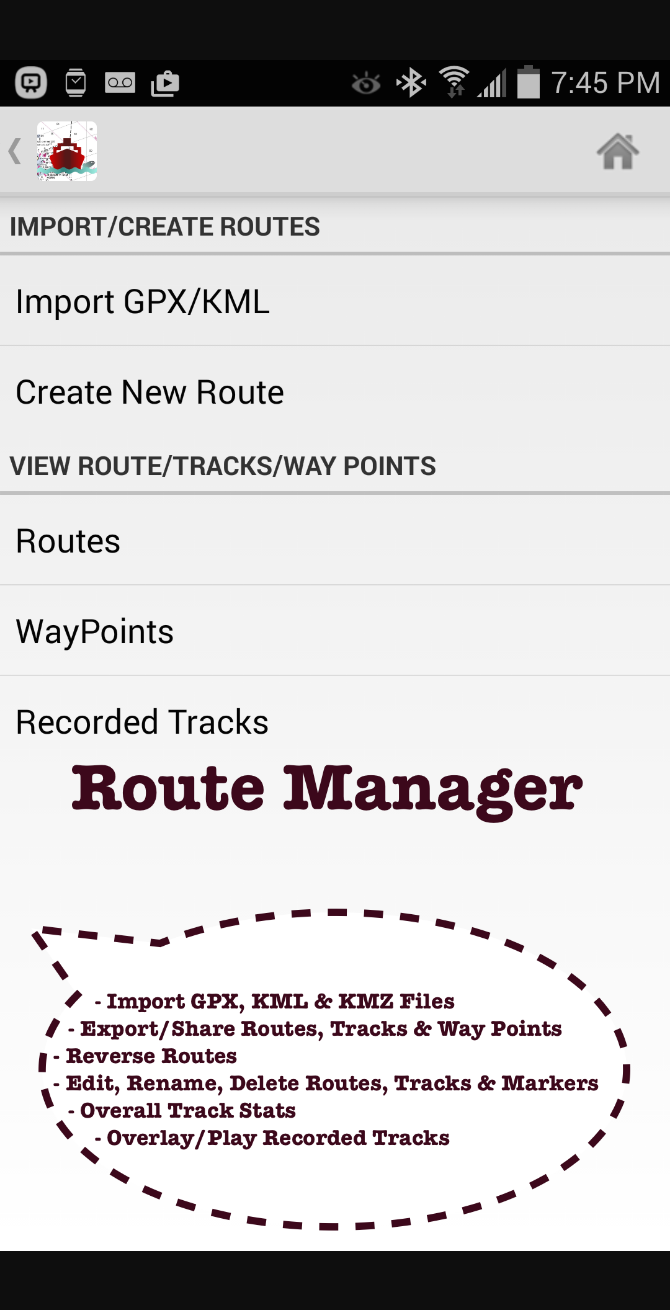 7:45 PM
IMPORT/CREATE ROUTES
Import GPX/KML
Create New Route
VIEW ROUTE/TRACKS/WAY POINTS
Routes
WayPoints
Recorded Tracks
Route Manager
- Import GPX, KML & KMZ Files
- Export/Share Routes, Tracks & Way Points
- Reverse Routes
- Edit, Rename, Delete Routes, Tracks & Markers
- Overall Track Stats
- Overlay/Play Recorded Tracks